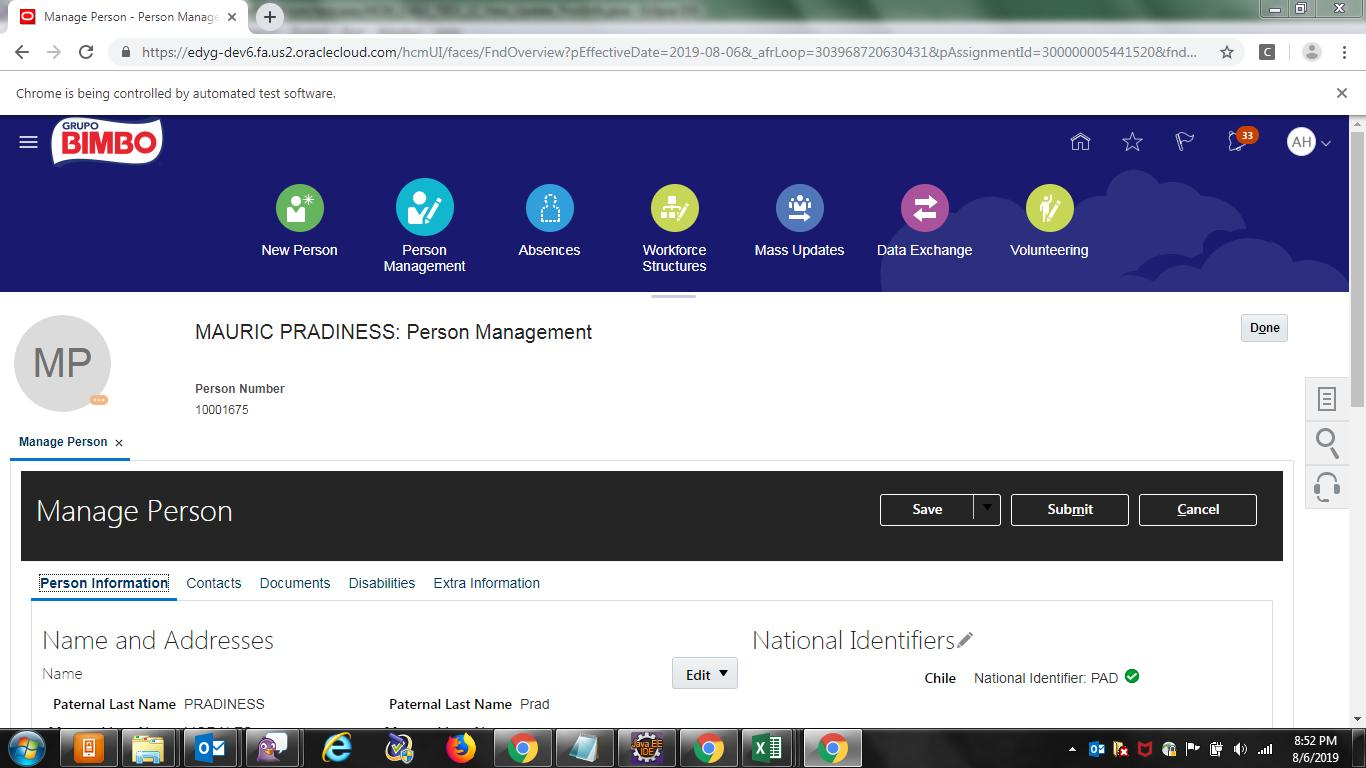 Manage Person - Person Manage
https://edyg-dev6.fa.us2.oraclecloud.com/hcmUI/faces/FndOverview?pEffectiveDate=2019-08-06&_afrLoop=303968720630431&pAssignmentId=300000005441520&fnd...
C
Chrome is being controlled by automated test software.
GRUPO
BIMBO
33
AH
New Person
Person
Management
Absences
Workforce
Structures
Mass Updates
Data Exchange
Volunteering
MP
MAURIC PRADINESS: Person Management
Done
Person Number
10001675
Manage Person
Manage Person
Save
Submit
Cancel
Person Information Contacts Documents Disabilities Extra Information
Name and Addresses
National Identifiers
Name
Edit
Chile National Identifier: PAD
Paternal Last Name PRADINESS Paternal Last Name Prad
Java EE
IDE
8:52 PM
8/6/2019